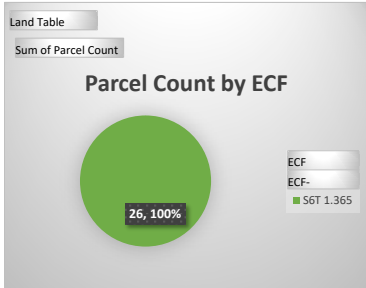 Land Table
Sum of Parcel Count
Parcel Count by ECF
26, 100%
ECF
ECF-
S6T 1.365